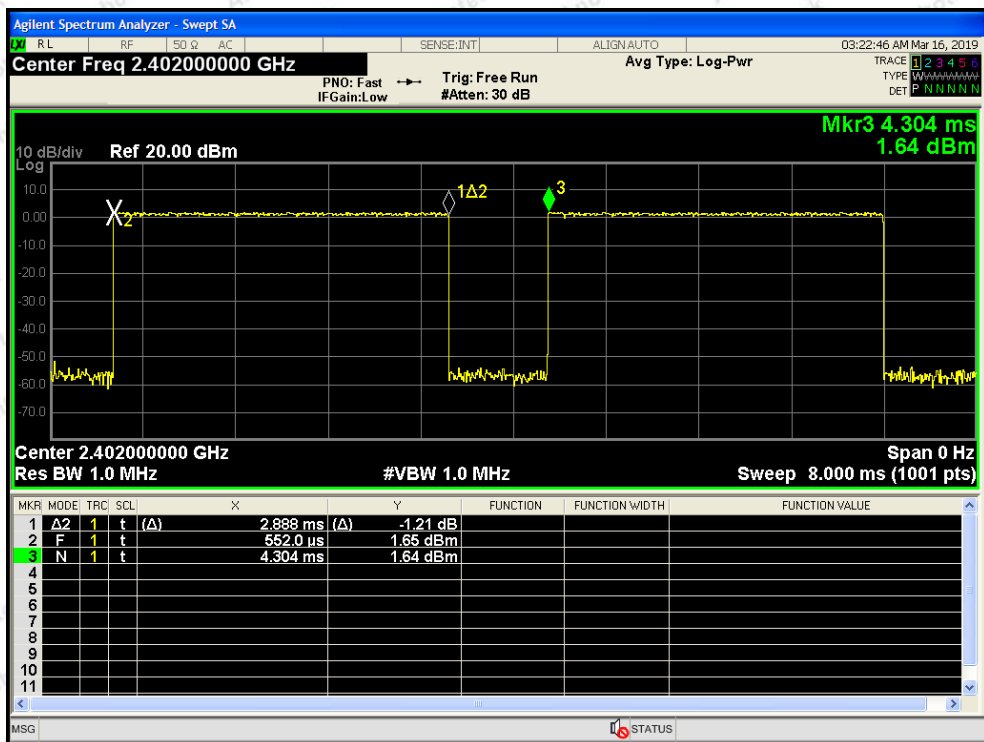 Agilent Spectrum Analyzer - Swept SA
LXI RL RF 50 Ω AC SENSE:INT ALIGN AUTO 03:22:46 AM Mar 16, 2019
Center Freq 2.402000000 GHz Avg Type: Log-Pwr TRACE 1 2 3 4 5 6
PNO: Fast Trig: Free Run TYPE WWWWWW
IFGain:Low #Atten: 30 dB DET P N N N N N
Mkr3 4.304 ms
10 dB/div Ref 20.00 dBm 1.64 dBm
Log
10.0
1Δ2
3
0.00
2
-10.0
-20.0
-30.0
-40.0
-50.0
-60.0
-70.0
Center 2.402000000 GHz Span 0 Hz
Res BW 1.0 MHz #VBW 1.0 MHz Sweep 8.000 ms (1001 pts)
MKR MODE TRC SCL X Y FUNCTION FUNCTION WIDTH FUNCTION VALUE
1 Δ2 1 t (Δ) 2.888 ms (Δ) -1.21 dB
2 F 1 t 552.0 µs 1.65 dBm
3 N 1 t 4.304 ms 1.64 dBm
4
5
6
7
8
9
10
11
MSG STATUS